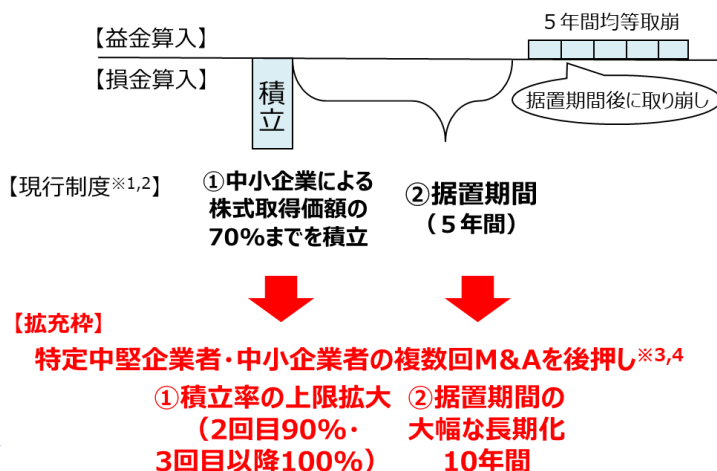 5年間均等取崩
【益金算入】
【損金算入】
積立
据置期間後に取り崩し
【現行制度※1,2】
①中小企業による
株式取得価額の
70%までを積立
②据置期間
(５年間)
【拡充枠】
特定中堅企業者・中小企業者の複数回M&Aを後押し※3,4
①積立率の上限拡大
(2回目90%・
3回目以降100%)
②据置期間の
大幅な長期化
10年間